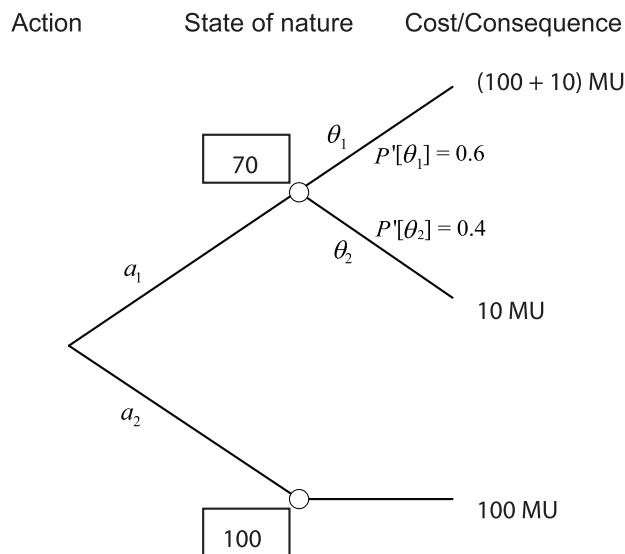 Action State of nature Cost/Consequence
(100 + 10) MU
θ₁
P'[θ₁] = 0.6
70
P'[θ₂] = 0.4
θ₂
a₁
10 MU
a₂
100 MU
100